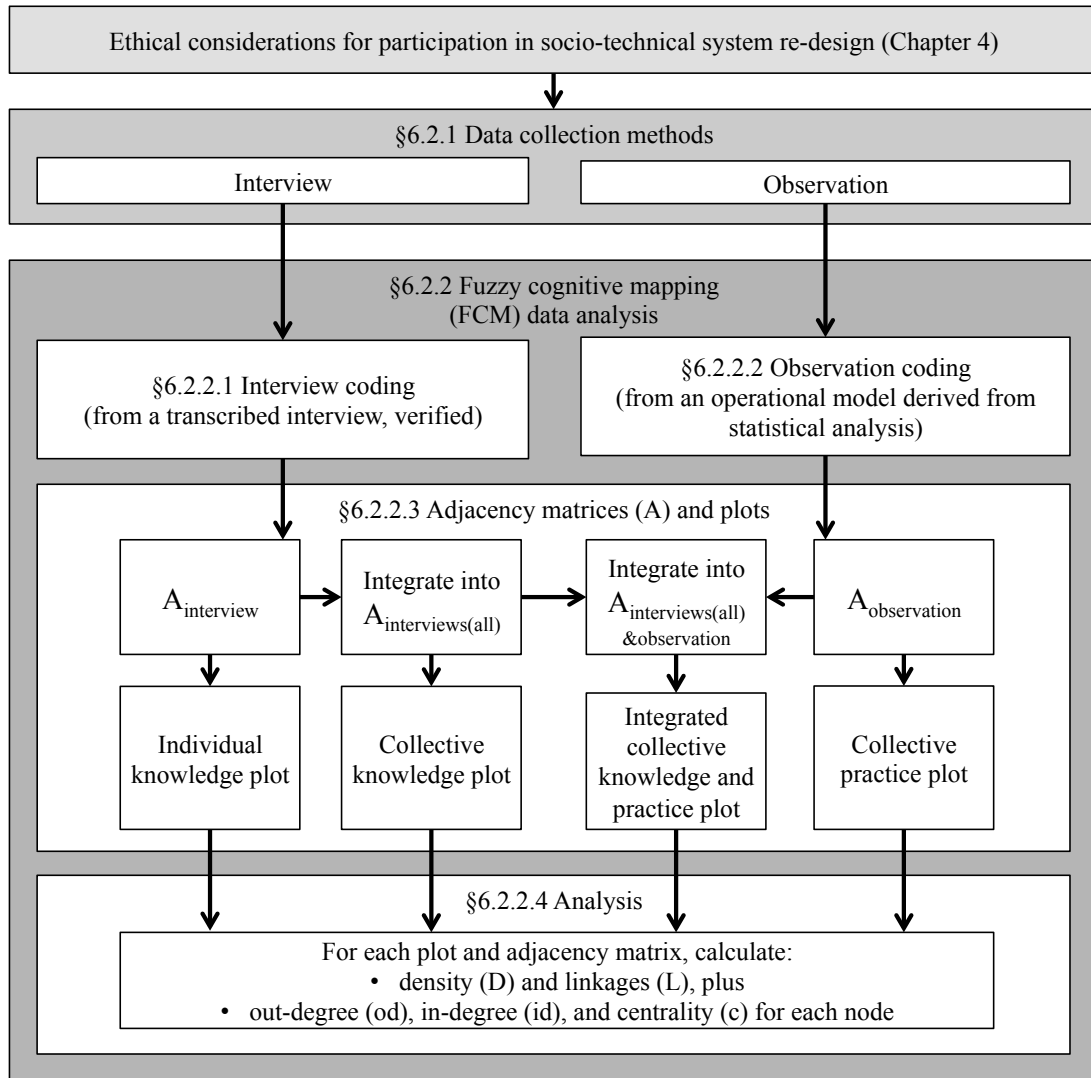 Ethical considerations for participation in socio-technical system re-design (Chapter 4)
§6.2.1 Data collection methods
Interview
Observation
§6.2.2 Fuzzy cognitive mapping
(FCM) data analysis
§6.2.2.1 Interview coding
(from a transcribed interview, verified)
§6.2.2.2 Observation coding
(from an operational model derived from
statistical analysis)
§6.2.2.3 Adjacency matrices (A) and plots
Ainterview
Integrate into
Ainterviews(all)
Integrate into
Ainterviews(all)
&observation
Aobservation
Individual
knowledge plot
Collective
knowledge plot
Integrated
collective
knowledge and
practice plot
Collective
practice plot
§6.2.2.4 Analysis
For each plot and adjacency matrix, calculate:
• density (D) and linkages (L), plus
• out-degree (od), in-degree (id), and centrality (c) for each node